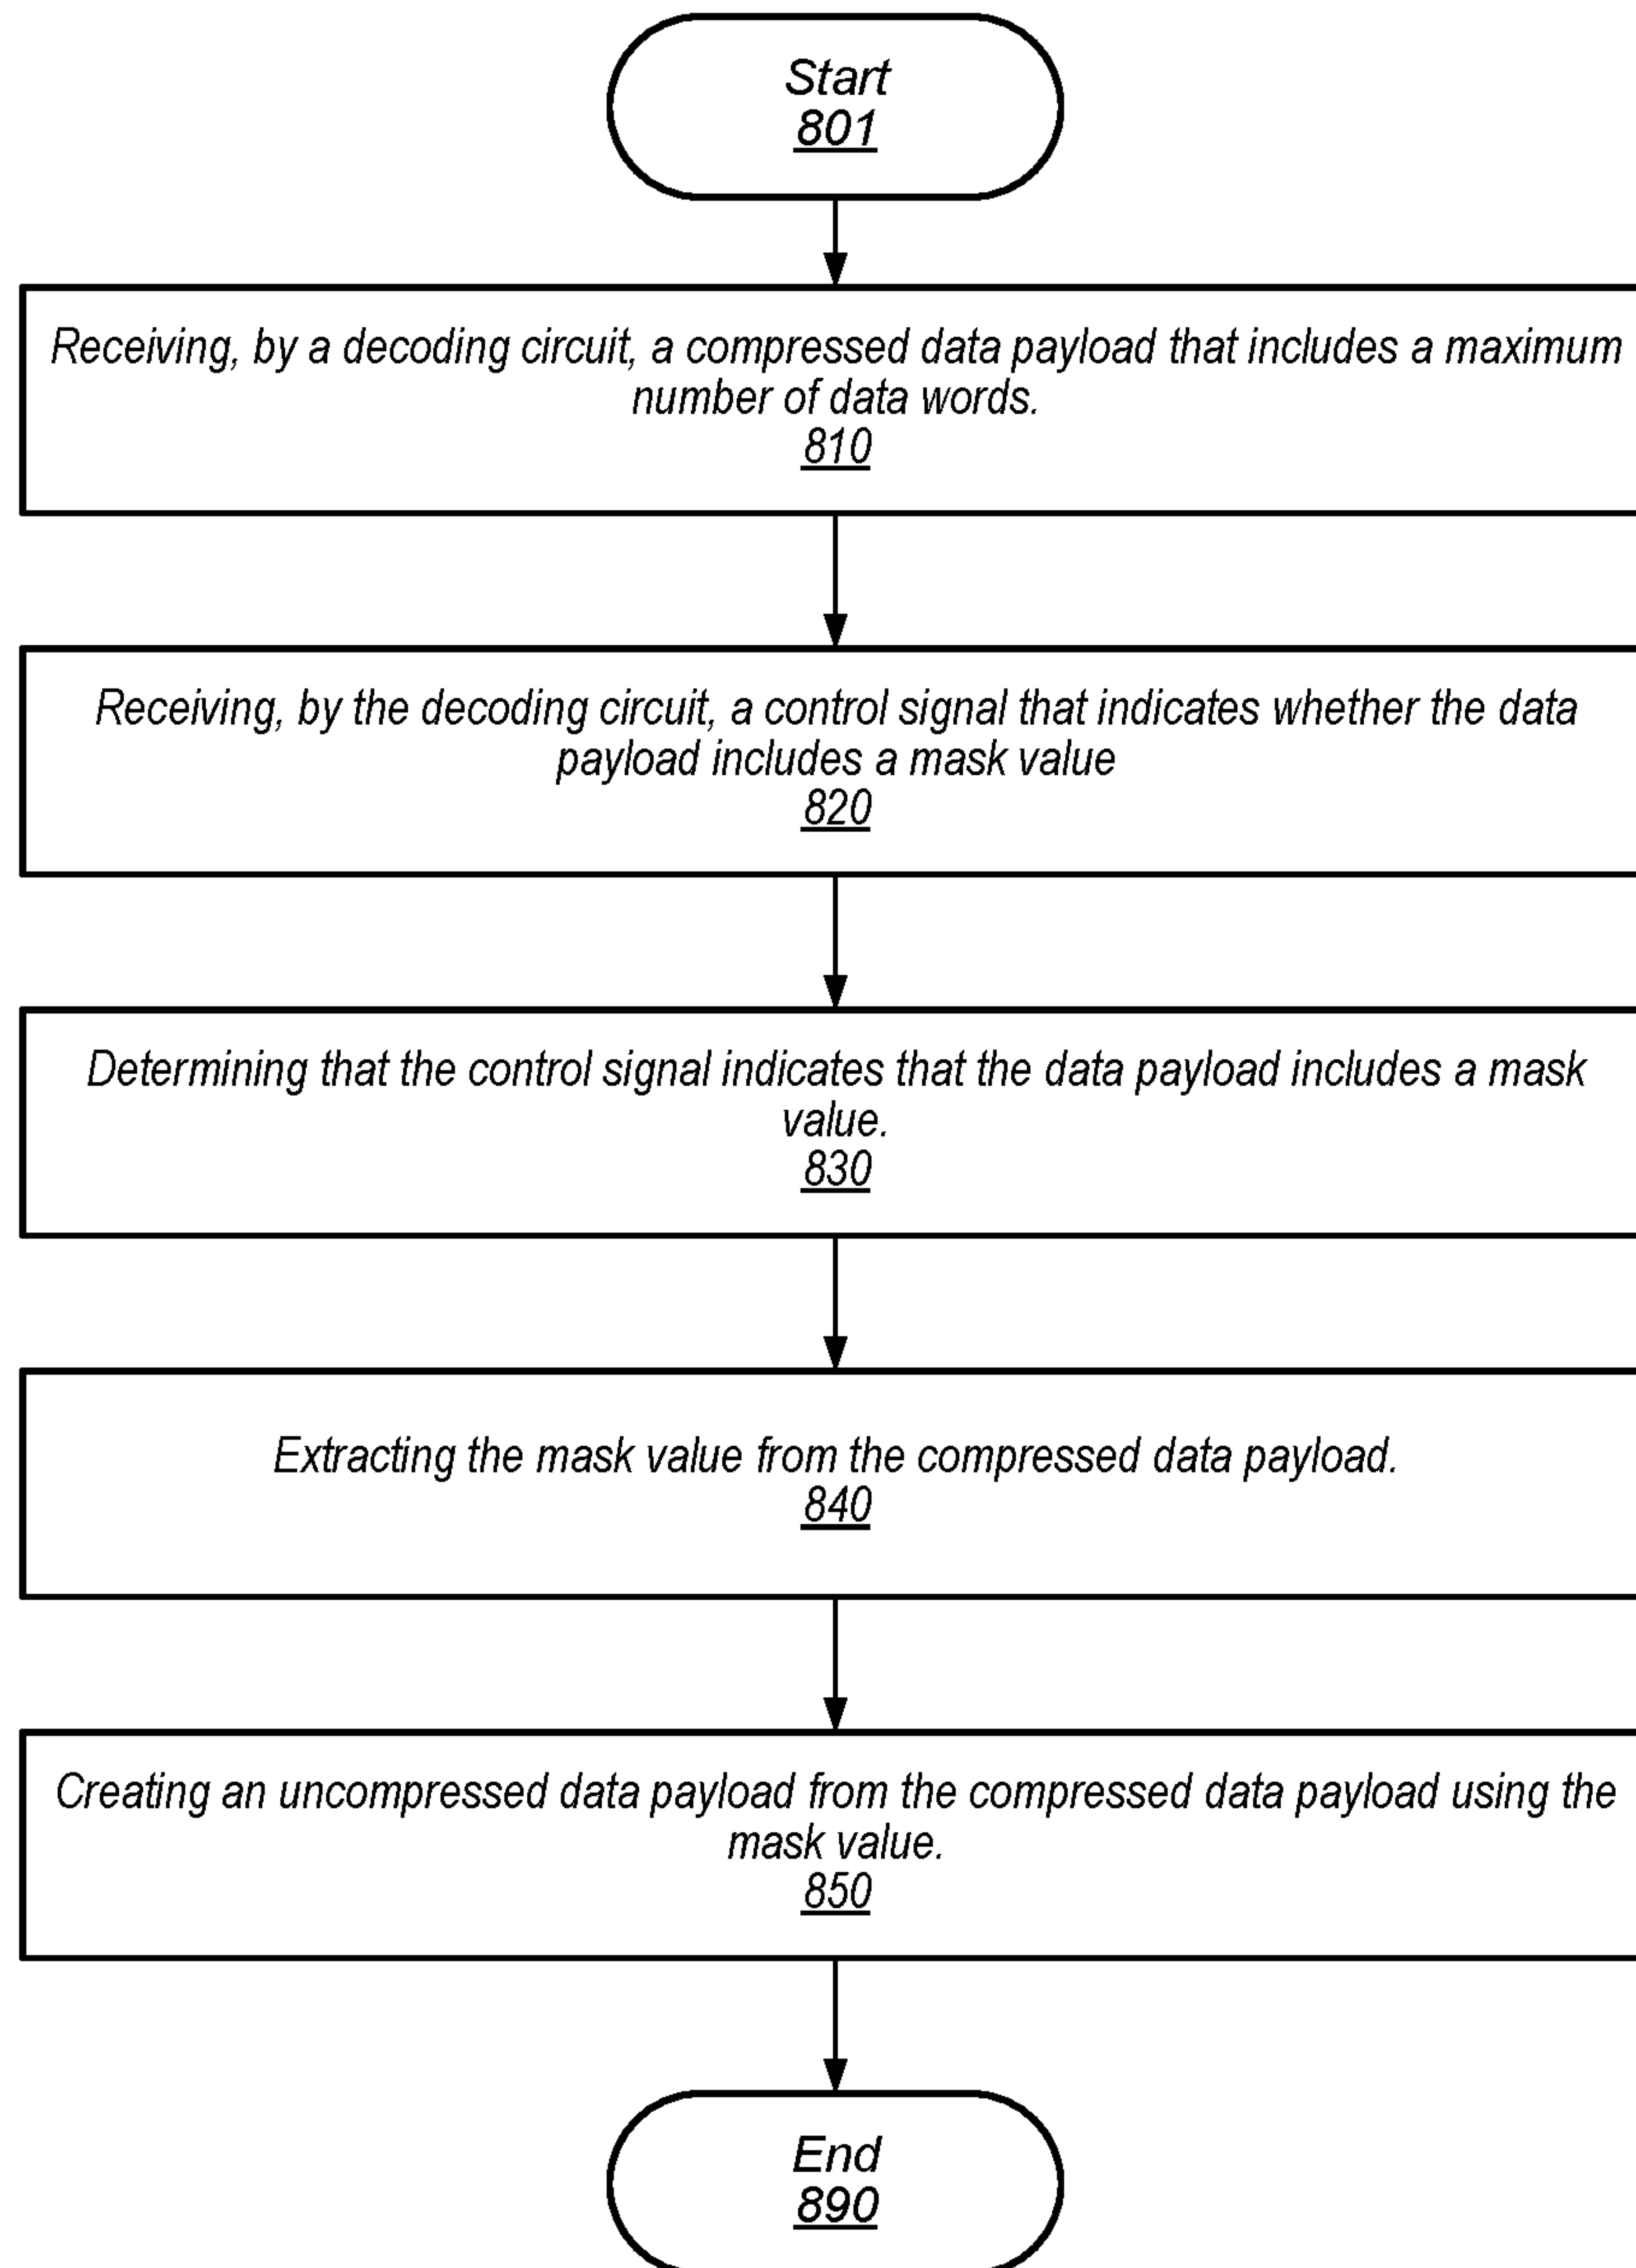 Start
801
Receiving, by a decoding circuit, a compressed data payload that includes a maximum
number of data words.
810
Receiving, by the decoding circuit, a control signal that indicates whether the data
payload includes a mask value
820
Determining that the control signal indicates that the data payload includes a mask
value.
830
Extracting the mask value from the compressed data payload.
840
Creating an uncompressed data payload from the compressed data payload using the
mask value.
850
End
890